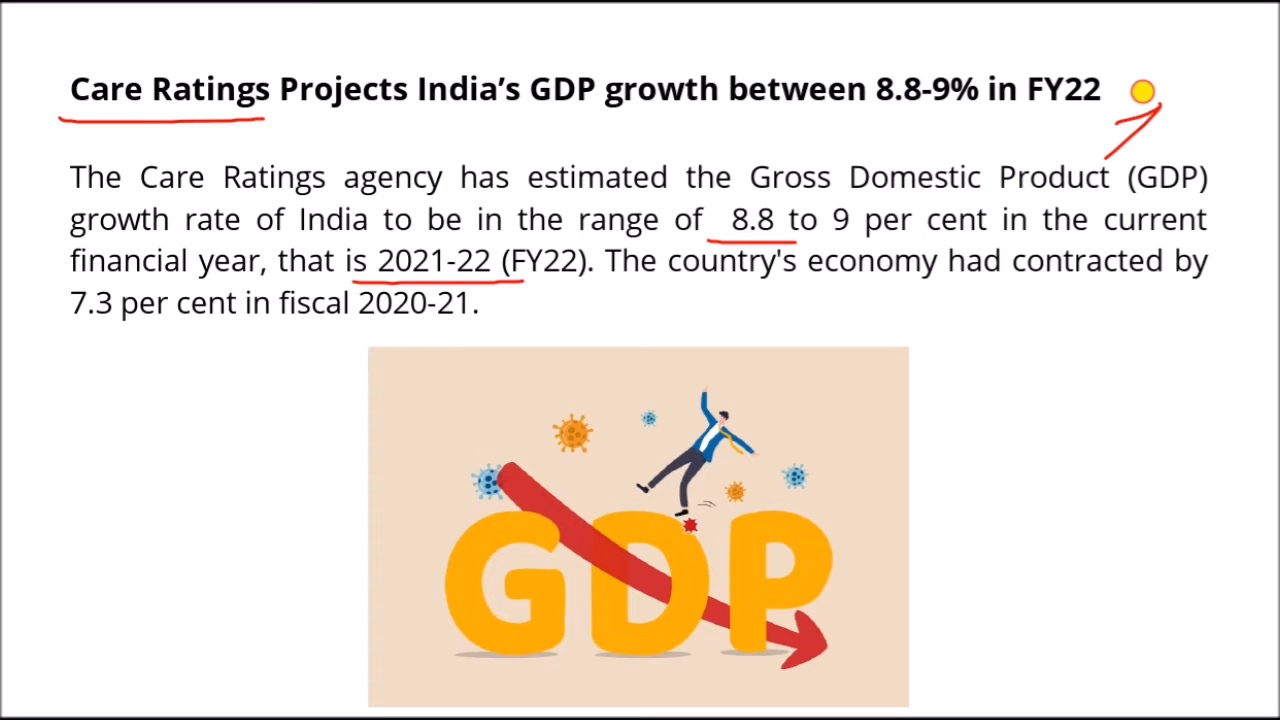 Care Ratings Projects India’s GDP growth between 8.8-9% in FY22
The Care Ratings agency has estimated the Gross Domestic Product (GDP)
growth rate of India to be in the range of 8.8 to 9 per cent in the current
financial year, that is 2021-22 (FY22). The country's economy had contracted by
7.3 per cent in fiscal 2020-21.
GDP